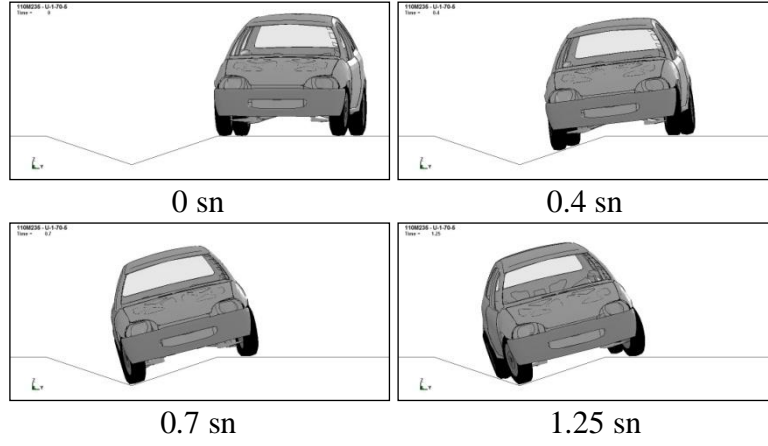 110M236 - U-1-70-6
Time = 0
110M236 - U-1-70-6
Time = 0.4
0 sn
0.4 sn
110M236 - U-1-70-6
Time = 0.7
110M236 - U-1-70-6
Time = 1.25
0.7 sn
1.25 sn